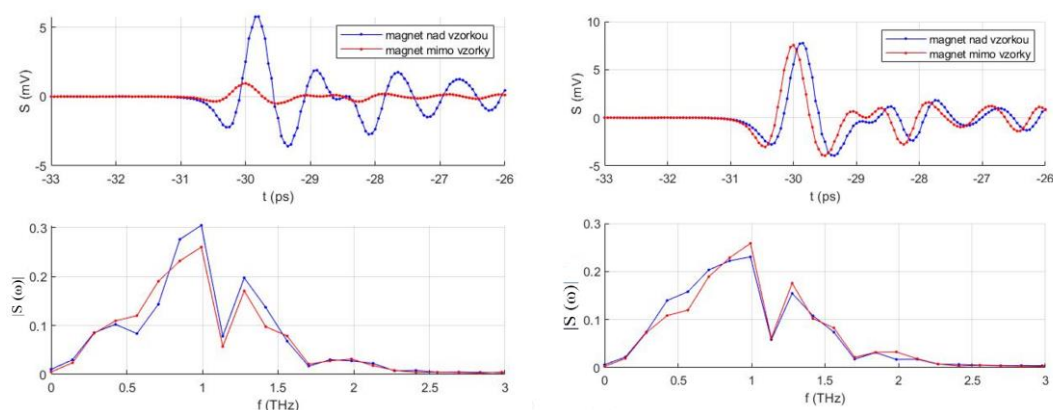 5
0
-5
S (mV)
magnet nad vzorkou
magnet mimo vzorky
-33 -32 -31 -30 -29 -28 -27 -26
t (ps)
10
5
0
-5
S (mV)
magnet nad vzorkou
magnet mimo vzorky
-33 -32 -31 -30 -29 -28 -27 -26
t (ps)
0.3
0.2
0.1
0
|S (ω)|
0 0.5 1 1.5 2 2.5 3
f (THz)
0.3
0.2
0.1
0
|S (ω)|
0 0.5 1 1.5 2 2.5 3
f (THz)